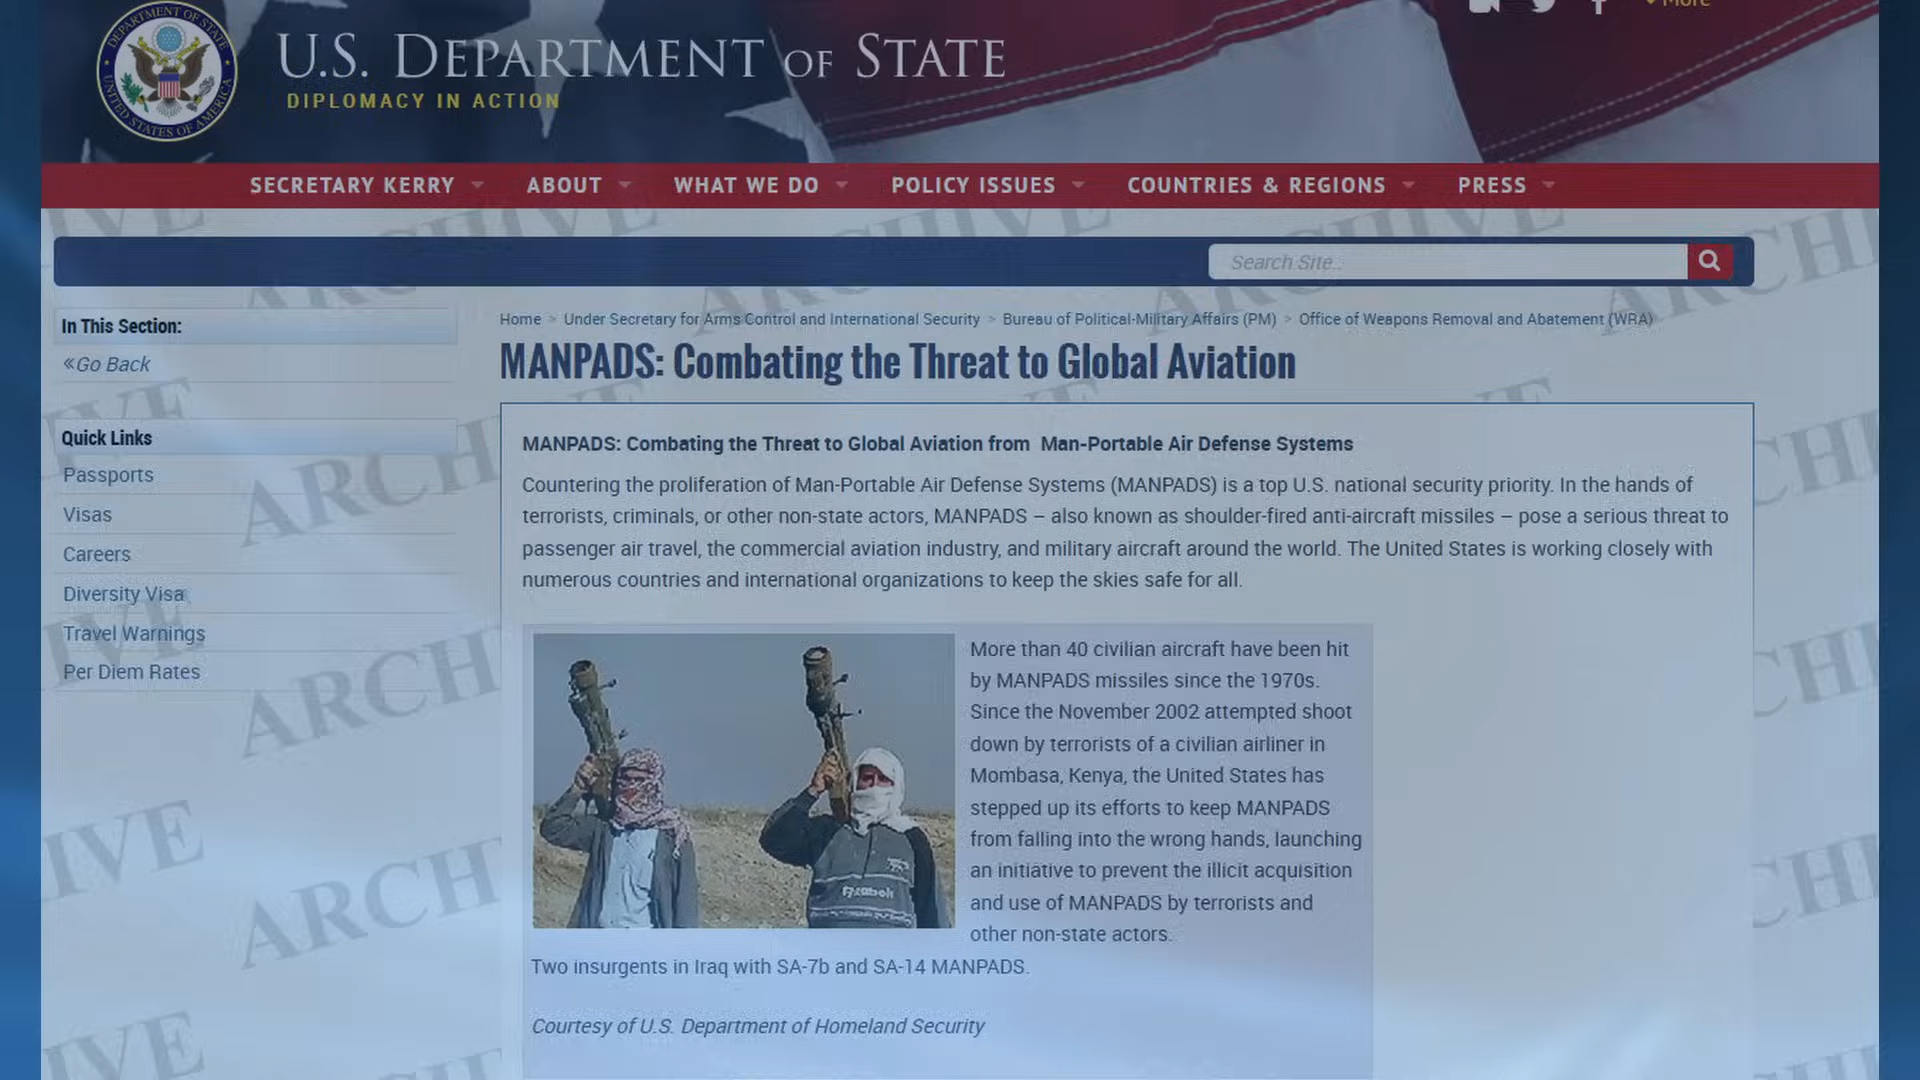 DEPARTMENT OF STATE
UNITED STATES OF AMERICA
U.S. DEPARTMENT OF STATE
DIPLOMACY IN ACTION
More
SECRETARY KERRY
ABOUT
WHAT WE DO
POLICY ISSUES
COUNTRIES & REGIONS
PRESS
Search Site..
In This Section:
«Go Back
Quick Links
Passports
Visas
Careers
Diversity Visa
Travel Warnings
Per Diem Rates
Home > Under Secretary for Arms Control and International Security > Bureau of Political-Military Affairs (PM) > Office of Weapons Removal and Abatement (WRA)
MANPADS: Combating the Threat to Global Aviation
MANPADS: Combating the Threat to Global Aviation from Man-Portable Air Defense Systems
Countering the proliferation of Man-Portable Air Defense Systems (MANPADS) is a top U.S. national security priority. In the hands of
terrorists, criminals, or other non-state actors, MANPADS – also known as shoulder-fired anti-aircraft missiles – pose a serious threat to
passenger air travel, the commercial aviation industry, and military aircraft around the world. The United States is working closely with
numerous countries and international organizations to keep the skies safe for all.
More than 40 civilian aircraft have been hit
by MANPADS missiles since the 1970s.
Since the November 2002 attempted shoot
down by terrorists of a civilian airliner in
Mombasa, Kenya, the United States has
stepped up its efforts to keep MANPADS
from falling into the wrong hands, launching
an initiative to prevent the illicit acquisition
and use of MANPADS by terrorists and
other non-state actors.
Two insurgents in Iraq with SA-7b and SA-14 MANPADS.
Courtesy of U.S. Department of Homeland Security
ARCHIVE